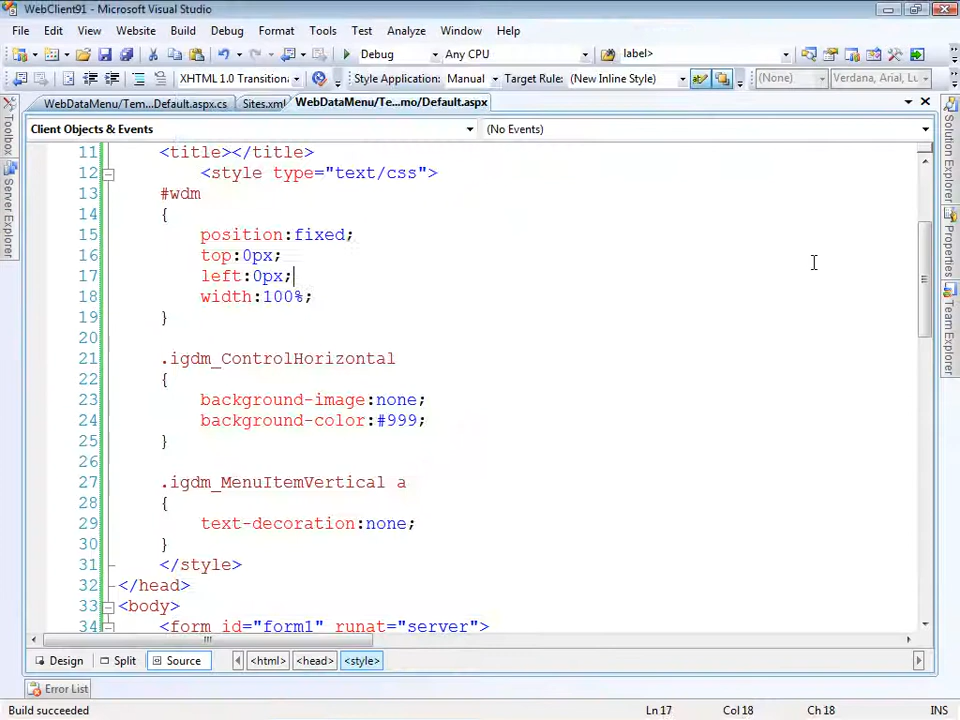 WebClient91 - Microsoft Visual Studio
File Edit View Website Build Debug Format Tools Test Analyze Window Help
Debug Any CPU label>
XHTML 1.0 Transition Style Application: Manual Target Rule: (New Inline Style) (None) Verdana, Arial, Lu
WebDataMenu/Tem...Default.aspx.cs Sites.xml WebDataMenu/Te...mo/Default.aspx
Client Objects & Events (No Events)
Toolbox
Server Explorer
Solution Explorer
Properties
Team Explorer
11 <title></title>
12 <style type="text/css">
13 #wdm
14 {
15 position:fixed;
16 top:0px;
17 left:0px;
18 width:100%;
19 }
20
21 .igdm_ControlHorizontal
22 {
23 background-image:none;
24 background-color:#999;
25 }
26
27 .igdm_MenuItemVertical a
28 {
29 text-decoration:none;
30 }
31 </style>
32 </head>
33 <body>
34 <form id="form1" runat="server">
Design Split Source <html> <head> <style>
Error List
Build succeeded Ln 17 Col 18 Ch 18 INS